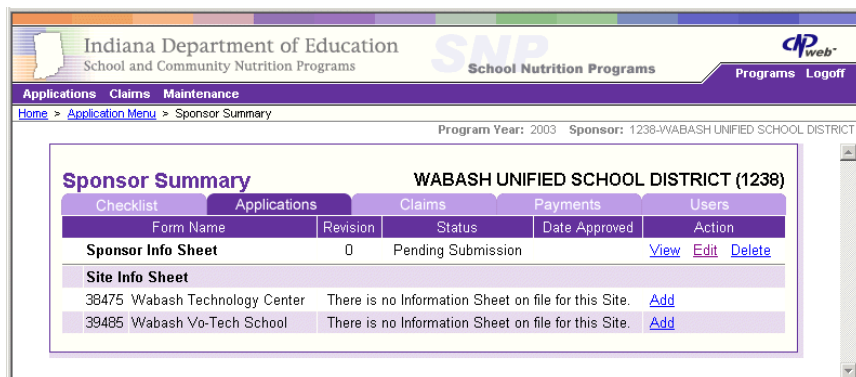 Indiana Department of Education
School and Community Nutrition Programs
SNP
School Nutrition Programs
CNPweb
Programs Logoff
Applications Claims Maintenance
Home > Application Menu > Sponsor Summary
Program Year: 2003 Sponsor: 1238-WABASH UNIFIED SCHOOL DISTRICT
Sponsor Summary WABASH UNIFIED SCHOOL DISTRICT (1238)
Checklist Applications Claims Payments Users
Form Name Revision Status Date Approved Action
Sponsor Info Sheet 0 Pending Submission View Edit Delete
Site Info Sheet
38475 Wabash Technology Center There is no Information Sheet on file for this Site. Add
39485 Wabash Vo-Tech School There is no Information Sheet on file for this Site. Add